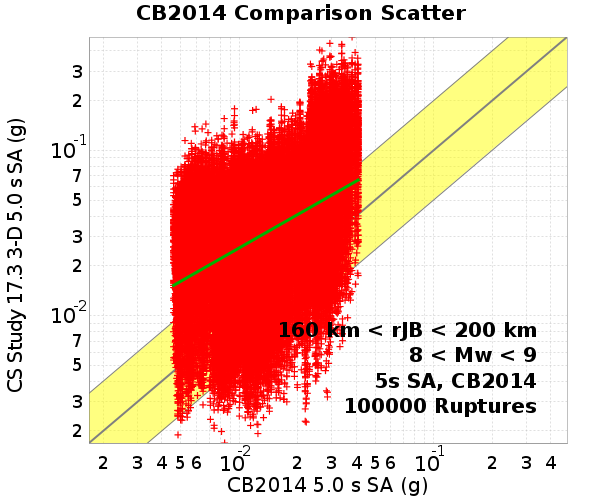 CB2014 Comparison Scatter
CS Study 17.3 3-D 5.0 s SA (g)
3
2
10-1
7
5
3
2
10-2
7
5
3
2
160 km < rJB < 200 km
8 < Mw < 9
5s SA, CB2014
100000 Ruptures
2 3 4 5 6 10-2 2 3 4 5 6 10-1 2 3 4
CB2014 5.0 s SA (g)